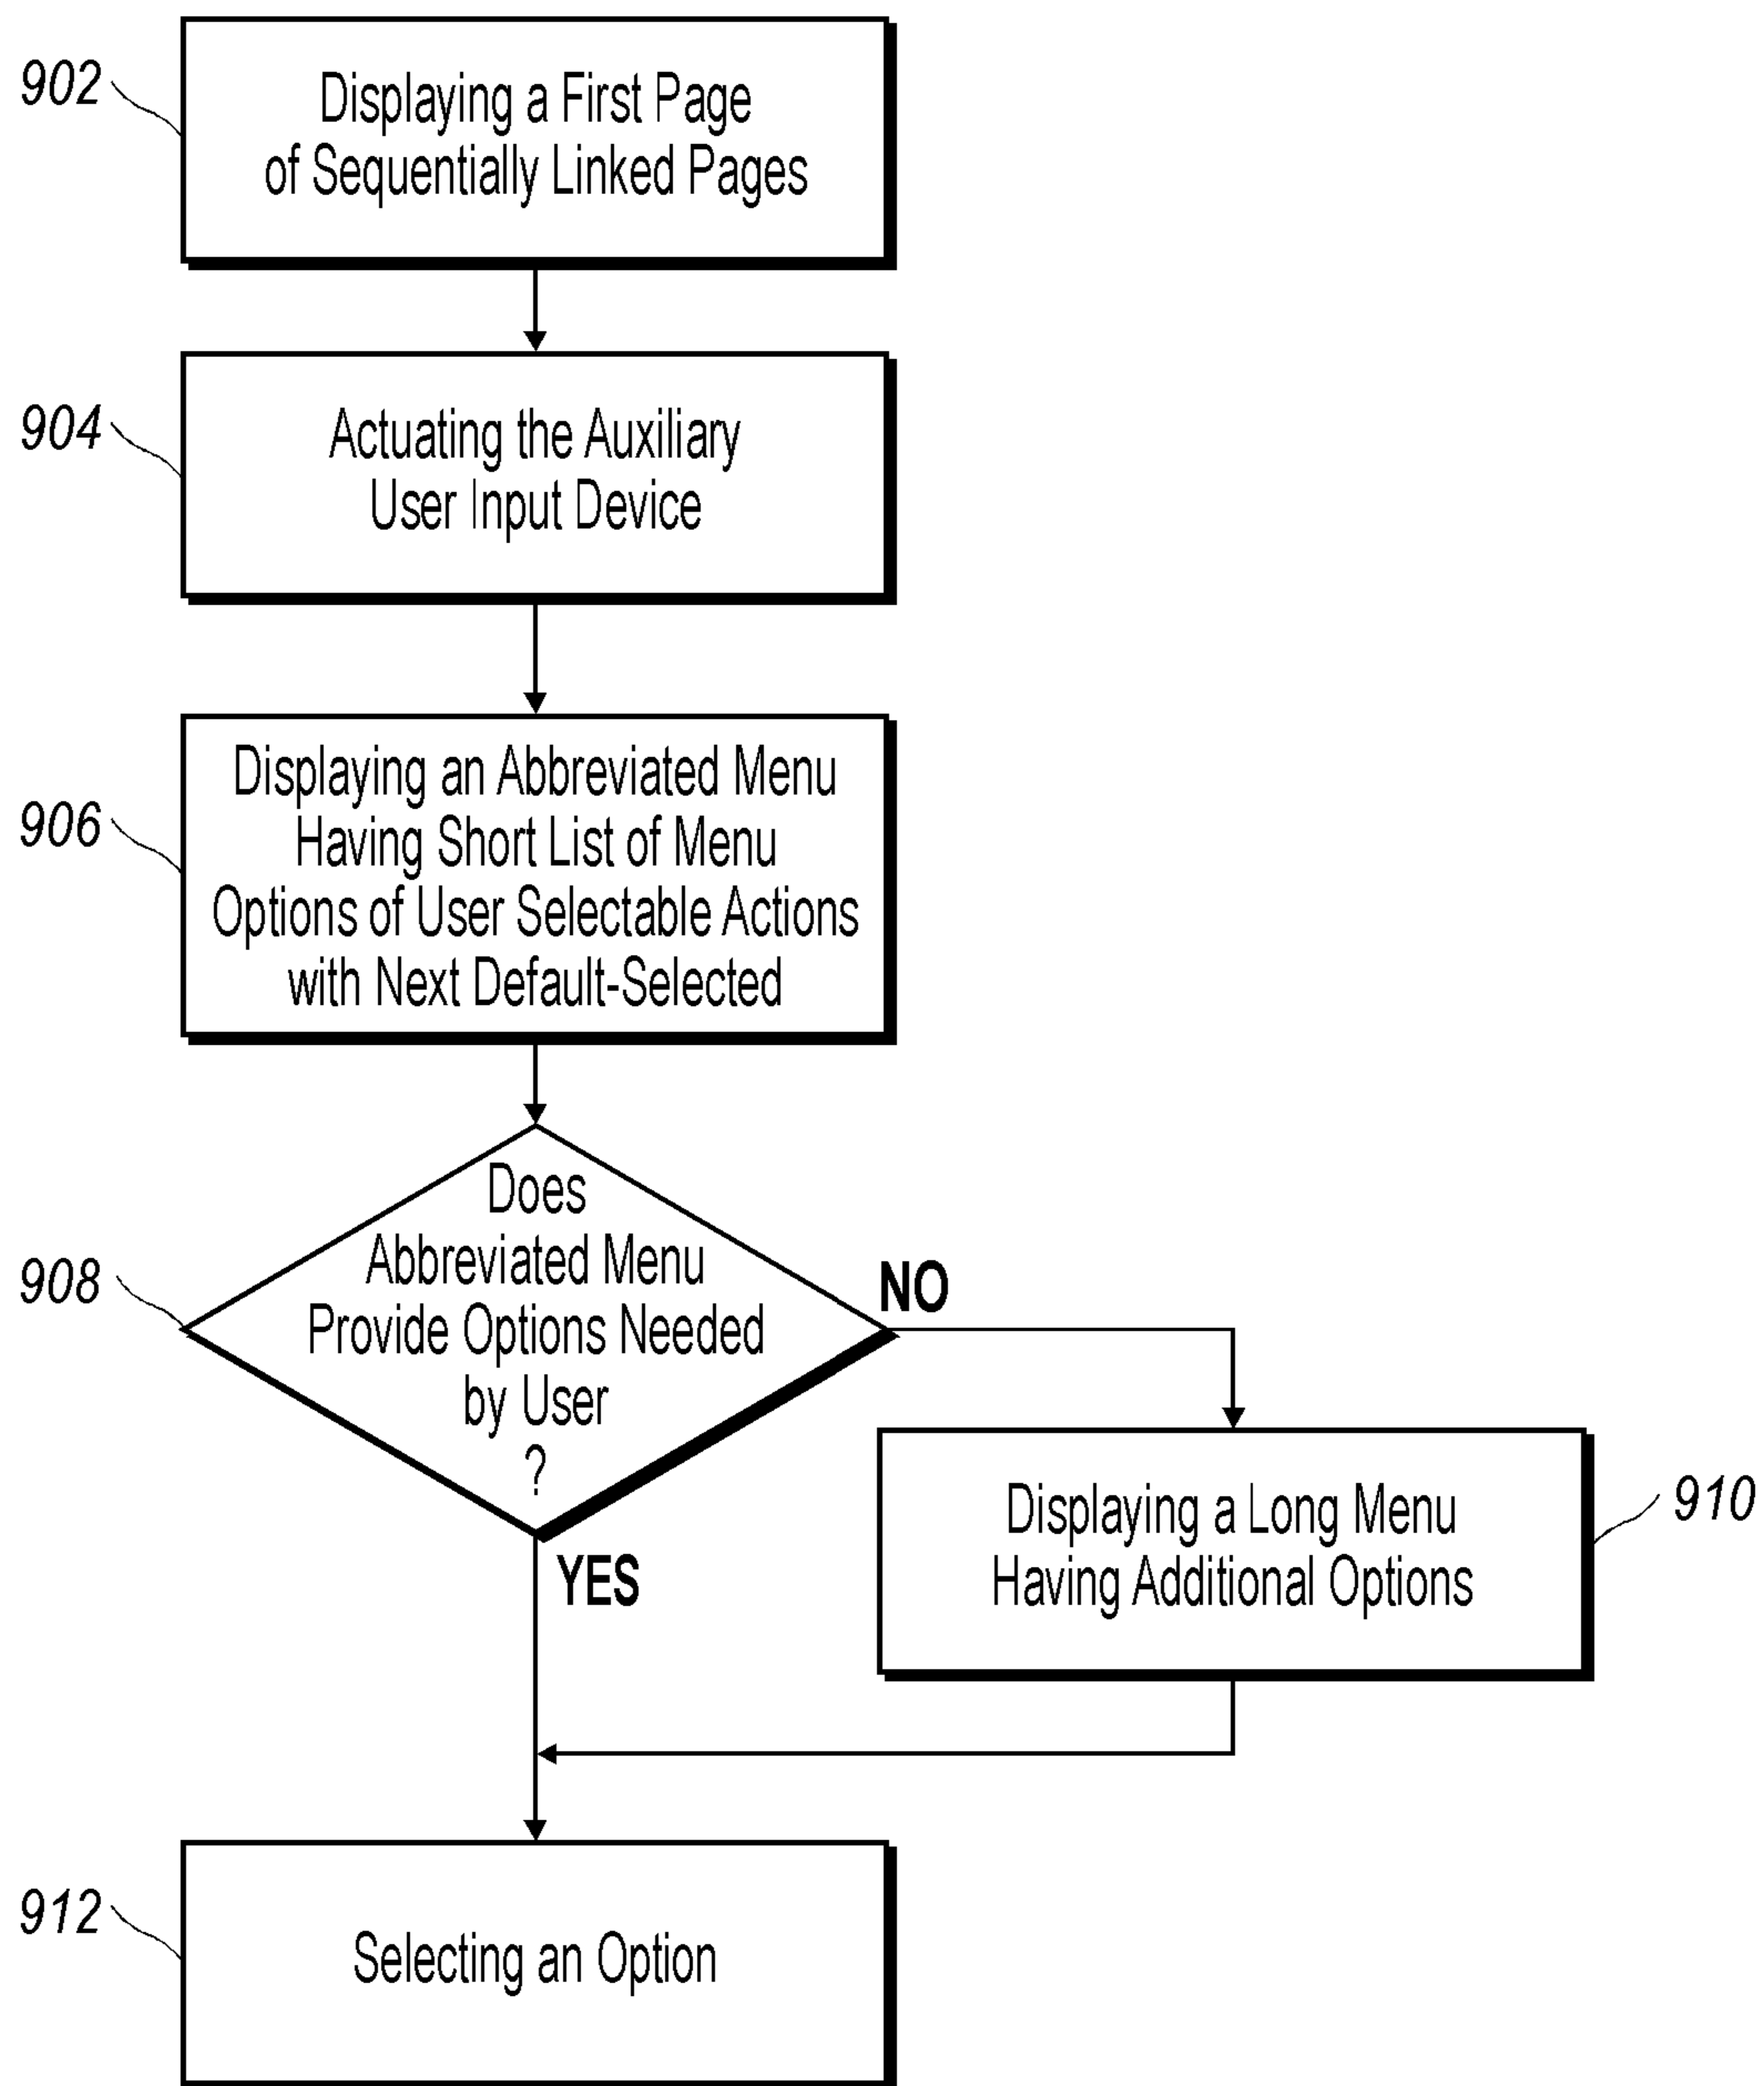 902
Displaying a First Page
of Sequentially Linked Pages
904
Actuating the Auxiliary
User Input Device
906
Displaying an Abbreviated Menu
Having Short List of Menu
Options of User Selectable Actions
with Next Default-Selected
908
Does
Abbreviated Menu
Provide Options Needed
by User
?
NO
YES
Displaying a Long Menu
Having Additional Options
910
912
Selecting an Option